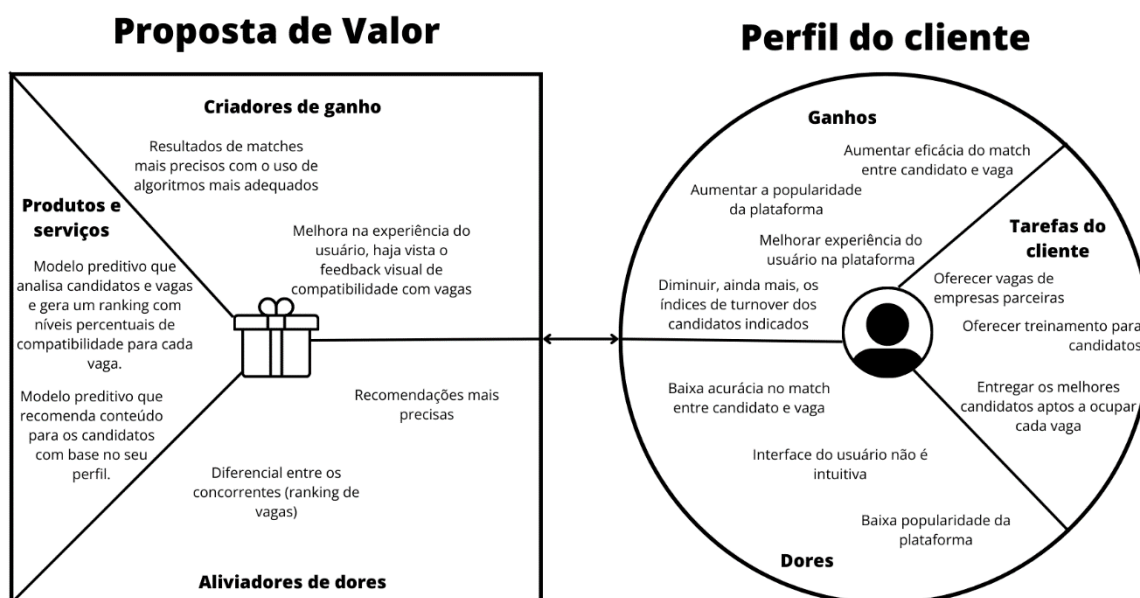 Proposta de Valor
Criadores de ganho
Resultados de matches
mais precisos com o uso de
algoritmos mais adequados
Melhora na experiência do
usuário, haja vista o
feedback visual de
compatibilidade com vagas
Produtos e
serviços
Modelo preditivo que
analisa candidatos e vagas
e gera um ranking com
níveis percentuais de
compatibilidade para cada
vaga.
Modelo preditivo que
recomenda conteúdo
para os candidatos
com base no seu
perfil.
Recomendações mais
precisas
Diferencial entre os
concorrentes (ranking de
vagas)
Aliviadores de dores
Perfil do cliente
Ganhos
Aumentar eficácia do match
entre candidato e vaga
Aumentar a popularidade
da plataforma
Melhorar experiência do
usuário na plataforma
Diminuir, ainda mais, os
índices de turnover dos
candidatos indicados
Tarefas do
cliente
Oferecer vagas de
empresas parceiras
Oferecer treinamento para
candidatos
Entregar os melhores
candidatos aptos a ocupar
cada vaga
Baixa acurácia no match
entre candidato e vaga
Interface do usuário não é
intuitiva
Baixa popularidade da
plataforma
Dores